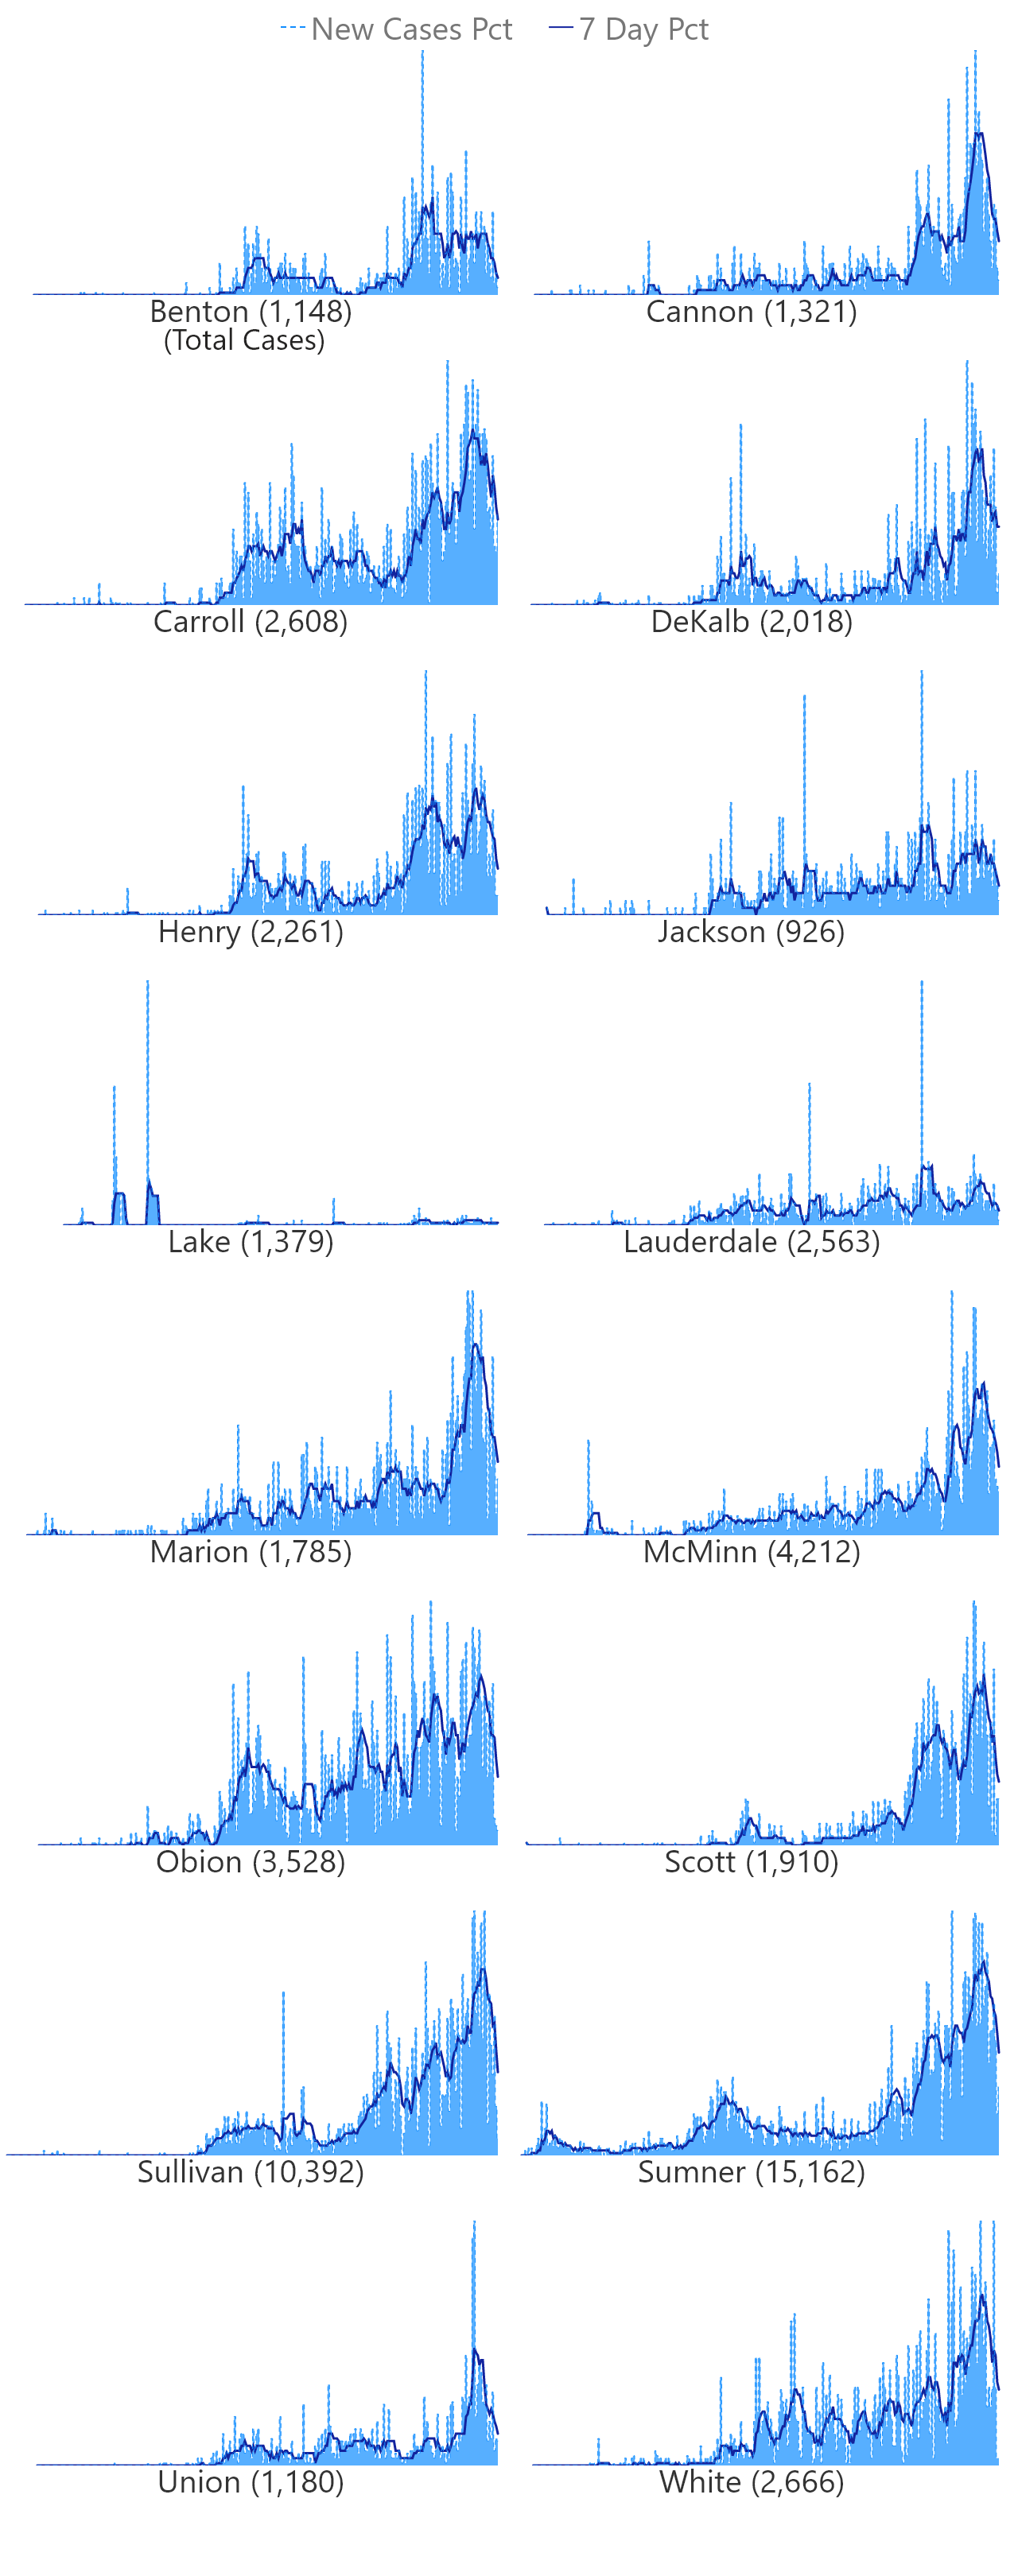 New Cases Pct 7 Day Pct
Benton (1,148) Cannon (1,321)
(Total Cases)
Carroll (2,608) DeKalb (2,018)
Henry (2,261) Jackson (926)
Lake (1,379) Lauderdale (2,563)
Marion (1,785) McMinn (4,212)
Obion (3,528) Scott (1,910)
Sullivan (10,392) Sumner (15,162)
Union (1,180) White (2,666)